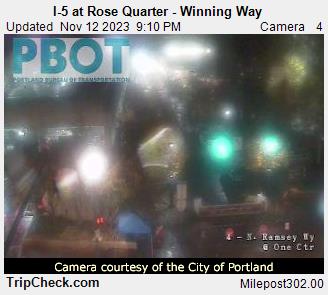 I-5 at Rose Quarter - Winning Way
Updated Nov 12 2023 9:10 PM Camera 4
PBOT
PORTLAND BUREAU OF TRANSPORTATION
4 - N. Ramsey Wy
@ One Ctr
Camera courtesy of the City of Portland
TripCheck.com Milepost302.00